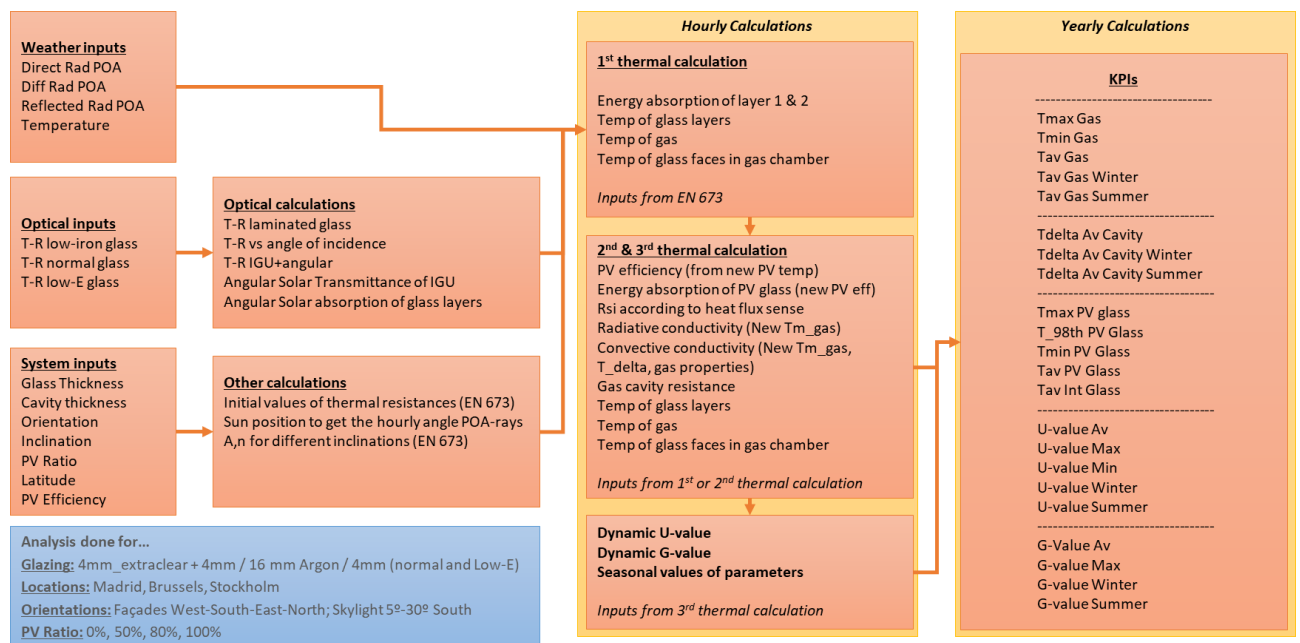 Weather inputs
Direct Rad POA
Diff Rad POA
Reflected Rad POA
Temperature
Optical inputs
T-R low-iron glass
T-R normal glass
T-R low-E glass
Optical calculations
T-R laminated glass
T-R vs angle of incidence
T-R IGU+angular
Angular Solar Transmittance of IGU
Angular Solar absorption of glass layers
System inputs
Glass Thickness
Cavity thickness
Orientation
Inclination
PV Ratio
Latitude
PV Efficiency
Other calculations
Initial values of thermal resistances (EN 673)
Sun position to get the hourly angle POA-rays
A,n for different inclinations (EN 673)
Analysis done for...
Glazing: 4mm_extraclear + 4mm / 16 mm Argon / 4mm (normal and Low-E)
Locations: Madrid, Brussels, Stockholm
Orientations: Façades West-South-East-North; Skylight 5º-30º South
PV Ratio: 0%, 50%, 80%, 100%
Hourly Calculations
1st thermal calculation
Energy absorption of layer 1 & 2
Temp of glass layers
Temp of gas
Temp of glass faces in gas chamber
Inputs from EN 673
2nd & 3rd thermal calculation
PV efficiency (from new PV temp)
Energy absorption of PV glass (new PV eff)
Rsi according to heat flux sense
Radiative conductivity (New Tm_gas)
Convective conductivity (New Tm_gas,
T_delta, gas properties)
Gas cavity resistance
Temp of glass layers
Temp of gas
Temp of glass faces in gas chamber
Inputs from 1st or 2nd thermal calculation
Dynamic U-value
Dynamic G-value
Seasonal values of parameters
Inputs from 3rd thermal calculation
Yearly Calculations
KPIs
-----------------------------------
Tmax Gas
Tmin Gas
Tav Gas
Tav Gas Winter
Tav Gas Summer
-----------------------------------
Tdelta Av Cavity
Tdelta Av Cavity Winter
Tdelta Av Cavity Summer
-----------------------------------
Tmax PV glass
T_98th PV Glass
Tmin PV Glass
Tav PV Glass
Tav Int Glass
-----------------------------------
U-value Av
U-value Max
U-value Min
U-value Winter
U-value Summer
-----------------------------------
G-Value Av
G-value Max
G-value Winter
G-value Summer